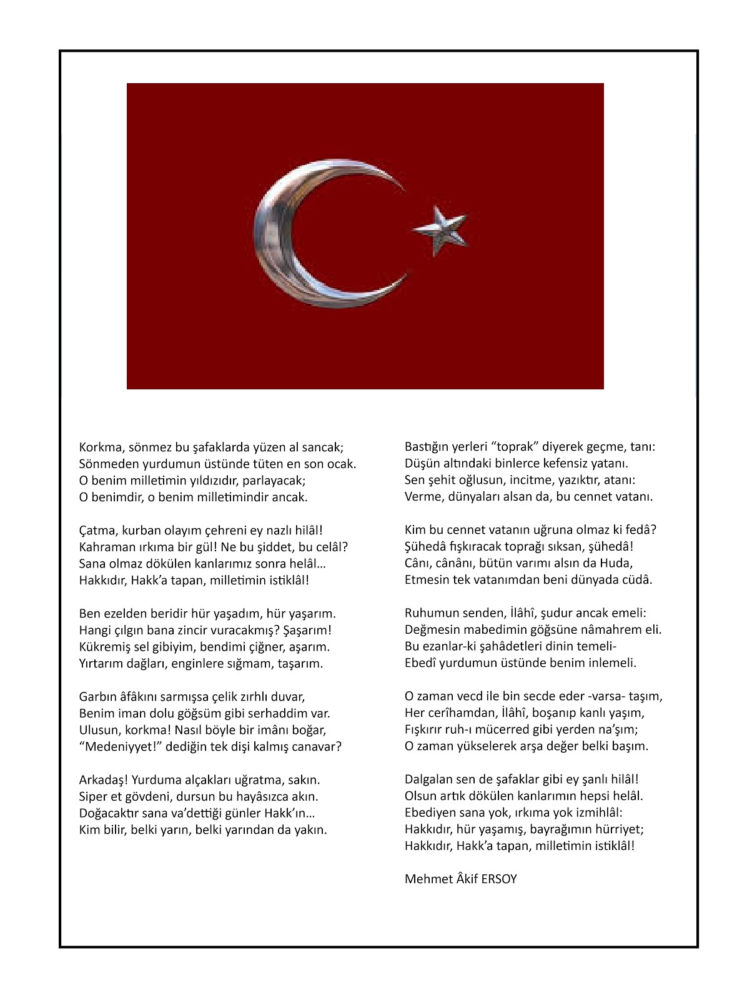 Korkma, sönmez bu şafaklarda yüzen al sancak;
Sönmeden yurdumun üstünde tüten en son ocak.
O benim milletimin yıldızıdır, parlayacak;
O benimdir, o benim milletimindir ancak.
Çatma, kurban olayım çehreni ey nazlı hilâl!
Kahraman ırkıma bir gül! Ne bu şiddet, bu celâl?
Sana olmaz dökülen kanlarımız sonra helâl...
Hakkıdır, Hakk’a tapan, milletimin istiklâl!
Ben ezelden beridir hür yaşadım, hür yaşarım.
Hangi çılgın bana zincir vuracakmış? Şaşarım!
Kükremiş sel gibiyim, bendimi çiğner, aşarım.
Yırtarım dağları, enginlere sığmam, taşarım.
Garbın âfâkını sarmışsa çelik zırhlı duvar,
Benim iman dolu göğsüm gibi serhaddim var.
Ulusun, korkma! Nasıl böyle bir imânı boğar,
“Medeniyyet!” dediğin tek dişi kalmış canavar?
Arkadaş! Yurduma alçakları uğratma, sakın.
Siper et gövdeni, dursun bu hayâsızca akın.
Doğacaktır sana va’dettiği günler Hakk’ın...
Kim bilir, belki yarın, belki yarından da yakın.
Bastığın yerleri “toprak” diyerek geçme, tanı:
Düşün altındaki binlerce kefensiz yatanı.
Sen şehit oğlusun, incitme, yazıktır, atanı:
Verme, dünyaları alsan da, bu cennet vatanı.
Kim bu cennet vatanın uğruna olmaz ki fedâ?
Şühedâ fışkıracak toprağı sıksan, şühedâ!
Cânı, cânânı, bütün varımı alsın da Huda,
Etmesin tek vatanımdan beni dünyada cüdâ.
Ruhumun senden, İlâhî, şudur ancak emeli:
Değmesin mabedimin göğsüne nâmahrem eli.
Bu ezanlar-ki şahâdetleri dinin temeli-
Ebedî yurdumun üstünde benim inlemeli.
O zaman vecd ile bin secde eder -varsa- taşım,
Her cerîhamdan, İlâhî, boşanıp kanlı yaşım,
Fışkırır ruh-ı mücerred gibi yerden na’şım;
O zaman yükselerek arşa değer belki başım.
Dalgalan sen de şafaklar gibi ey şanlı hilâl!
Olsun artık dökülen kanlarımın hepsi helâl.
Ebediyen sana yok, ırkıma yok izmihlâl:
Hakkıdır, hür yaşamış, bayrağımın hürriyet;
Hakkıdır, Hakk’a tapan, milletimin istiklâl!
Mehmet Âkif ERSOY